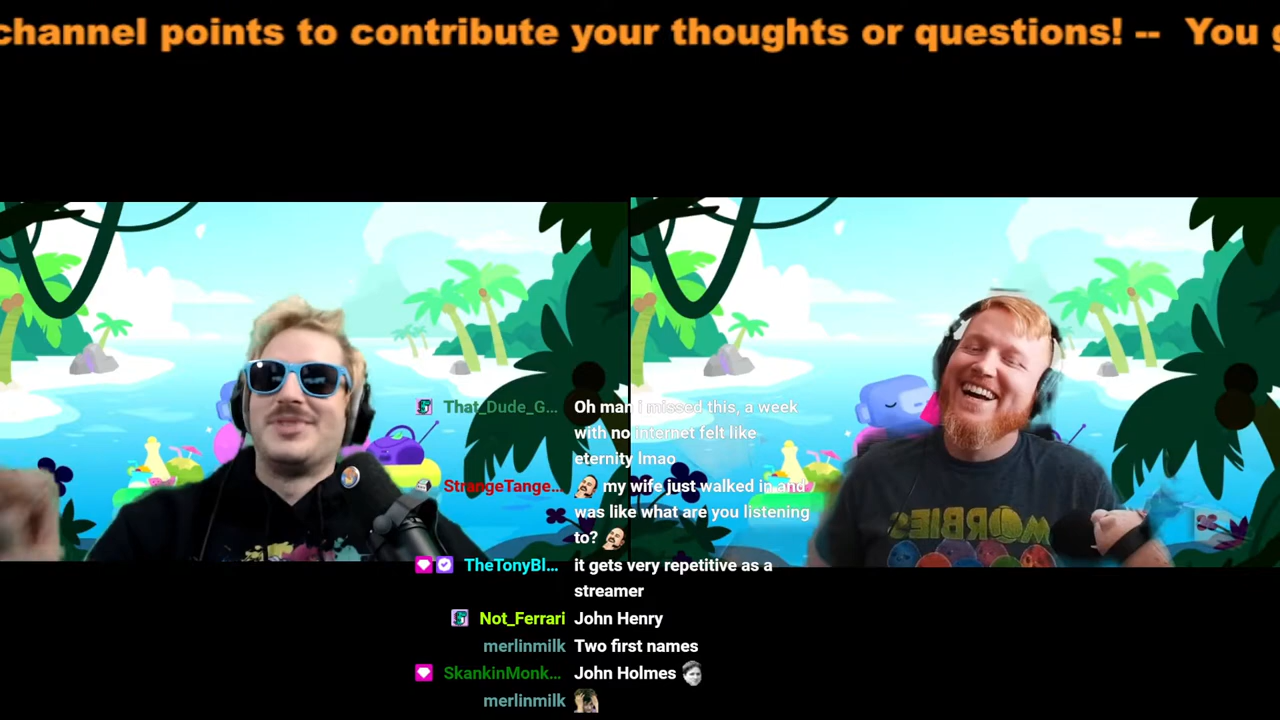 channel points to contribute your thoughts or questions! -- You g
That_Dude_G... Oh man i missed this, a week
with no internet felt like
eternity lmao
StrangeTange... my wife just walked in and
was like what are you listening
to?
TheTonyBl... it gets very repetitive as a
streamer
Not_Ferrari John Henry
merlinmilk Two first names
SkankinMonk... John Holmes
merlinmilk
MORBIES